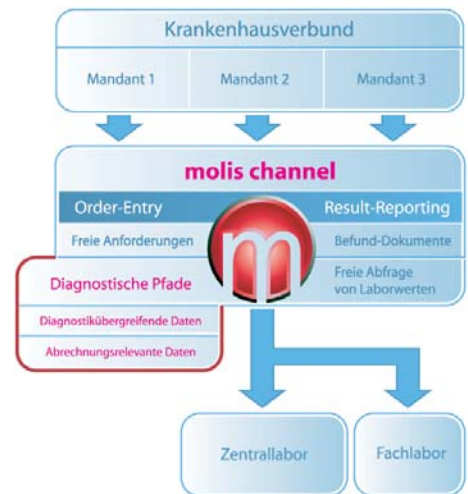 Krankenhausverbund
Mandant 1
Mandant 2
Mandant 3
molis channel
Order-Entry
Result-Reporting
Freie Anforderungen
Befund-Dokumente
m
Diagnostische Pfade
Freie Abfrage
von Laborwerten
Diagnostikübergreifende Daten
Abrechnungsrelevante Daten
Zentrallabor
Fachlabor